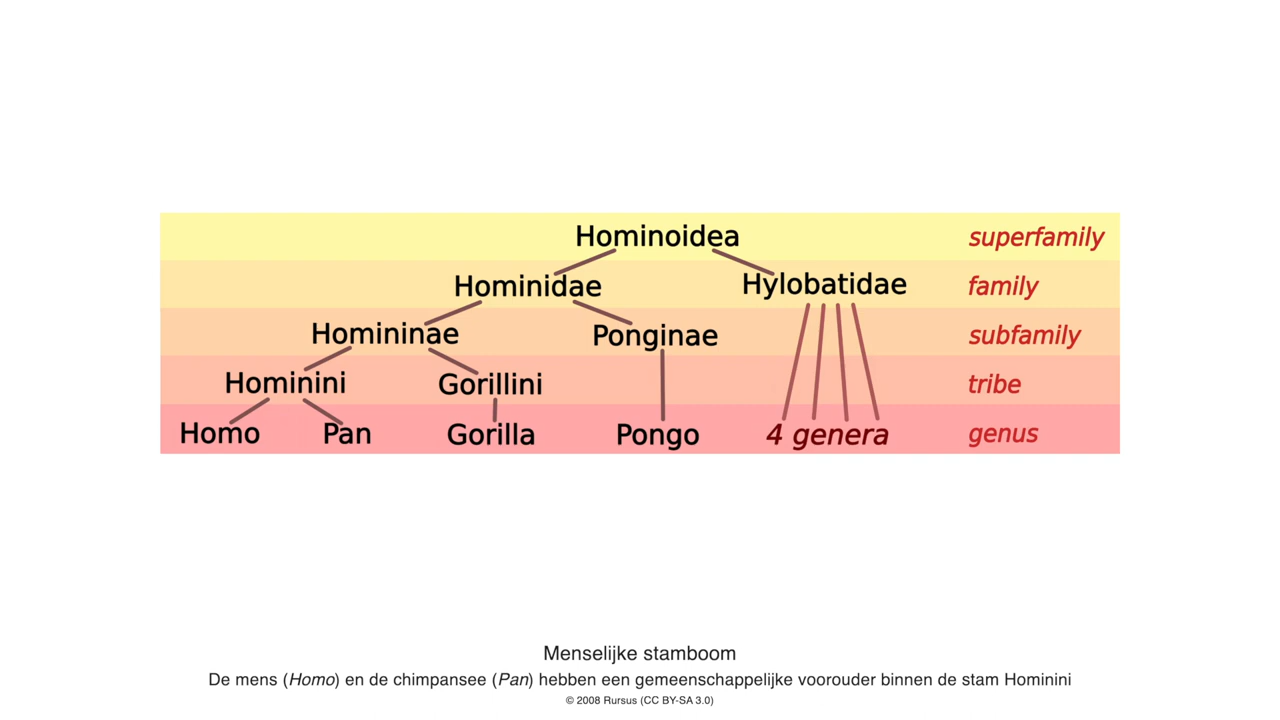 Hominoidea superfamily
Hominidae Hylobatidae family
Homininae Ponginae subfamily
Hominini Gorillini tribe
Homo Pan Gorilla Pongo 4 genera genus
Menselijke stamboom
De mens (Homo) en de chimpansee (Pan) hebben een gemeenschappelijke voorouder binnen de stam Hominini
© 2008 Rursus (CC BY-SA 3.0)